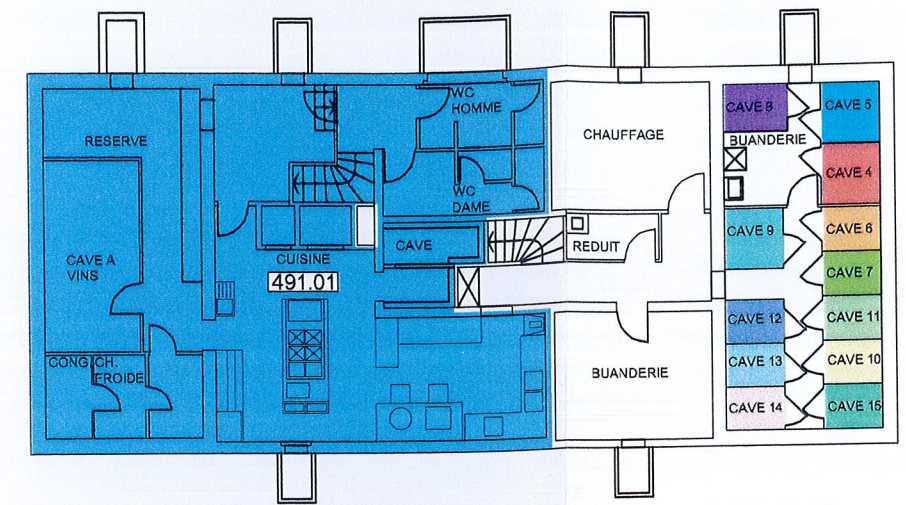 RESERVE
CAVE A
VINS
CONG.
CH.
FROIDE
WC
HOMME
WC
DAME
CAVE
CUISINE
491.01
CHAUFFAGE
REDUIT
BUANDERIE
CAVE 8
BUANDERIE
CAVE 9
CAVE 12
CAVE 13
CAVE 14
CAVE 5
CAVE 4
CAVE 6
CAVE 7
CAVE 11
CAVE 10
CAVE 15